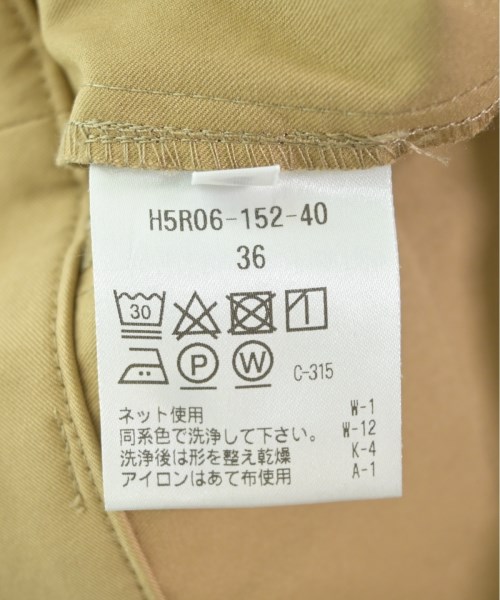 H5R06-152-40
36
30
P W C-315
ネット使用 W-1
同系色で洗浄して下さい。 W-12
洗浄後は形を整え乾燥 K-4
アイロンはあて布使用 A-1